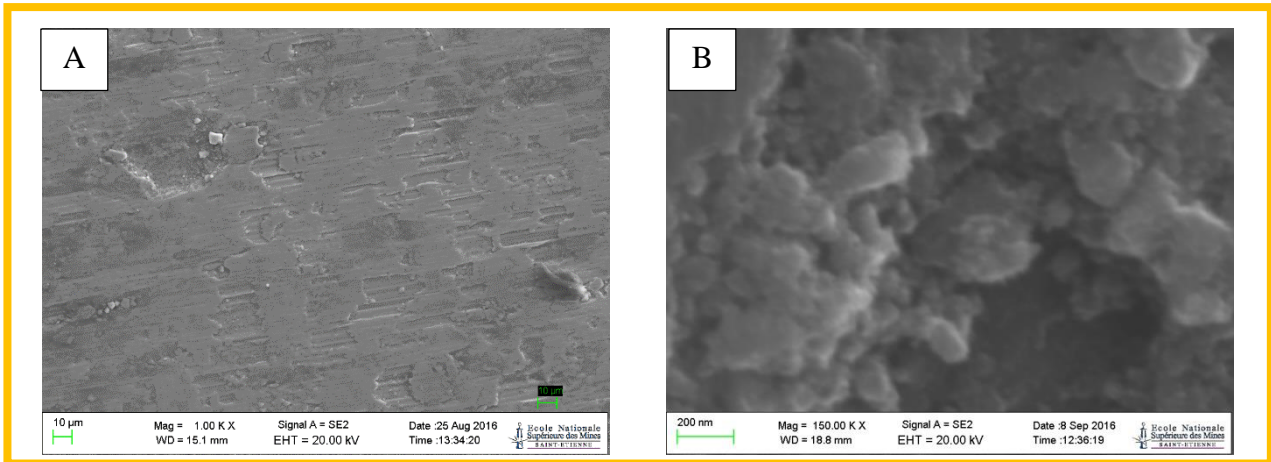 A
10 µm
10 µm
Mag = 1.00 K X
WD = 15.1 mm
Signal A = SE2
EHT = 20.00 kV
Date :25 Aug 2016
Time :13:34:20
Ecole Nationale
Supérieure des Mines
SAINT-ETIENNE
B
200 nm
Mag = 150.00 K X
WD = 18.8 mm
Signal A = SE2
EHT = 20.00 kV
Date :8 Sep 2016
Time :12:36:19
Ecole Nationale
Supérieure des Mines
SAINT-ETIENNE